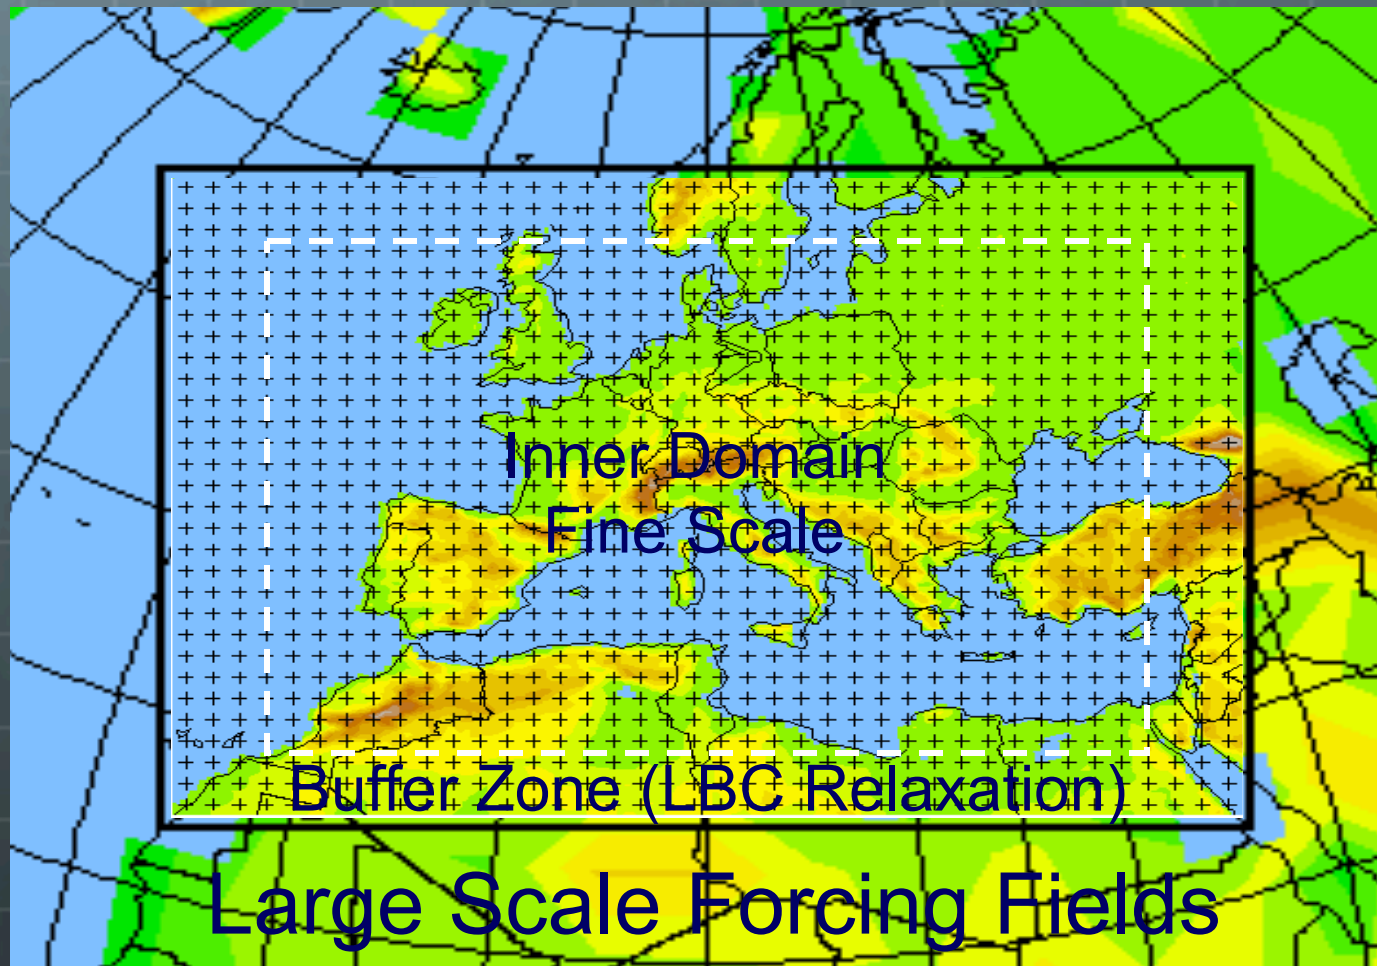 Inner Domain
Fine Scale
Buffer Zone (LBC Relaxation)
Large Scale Forcing Fields